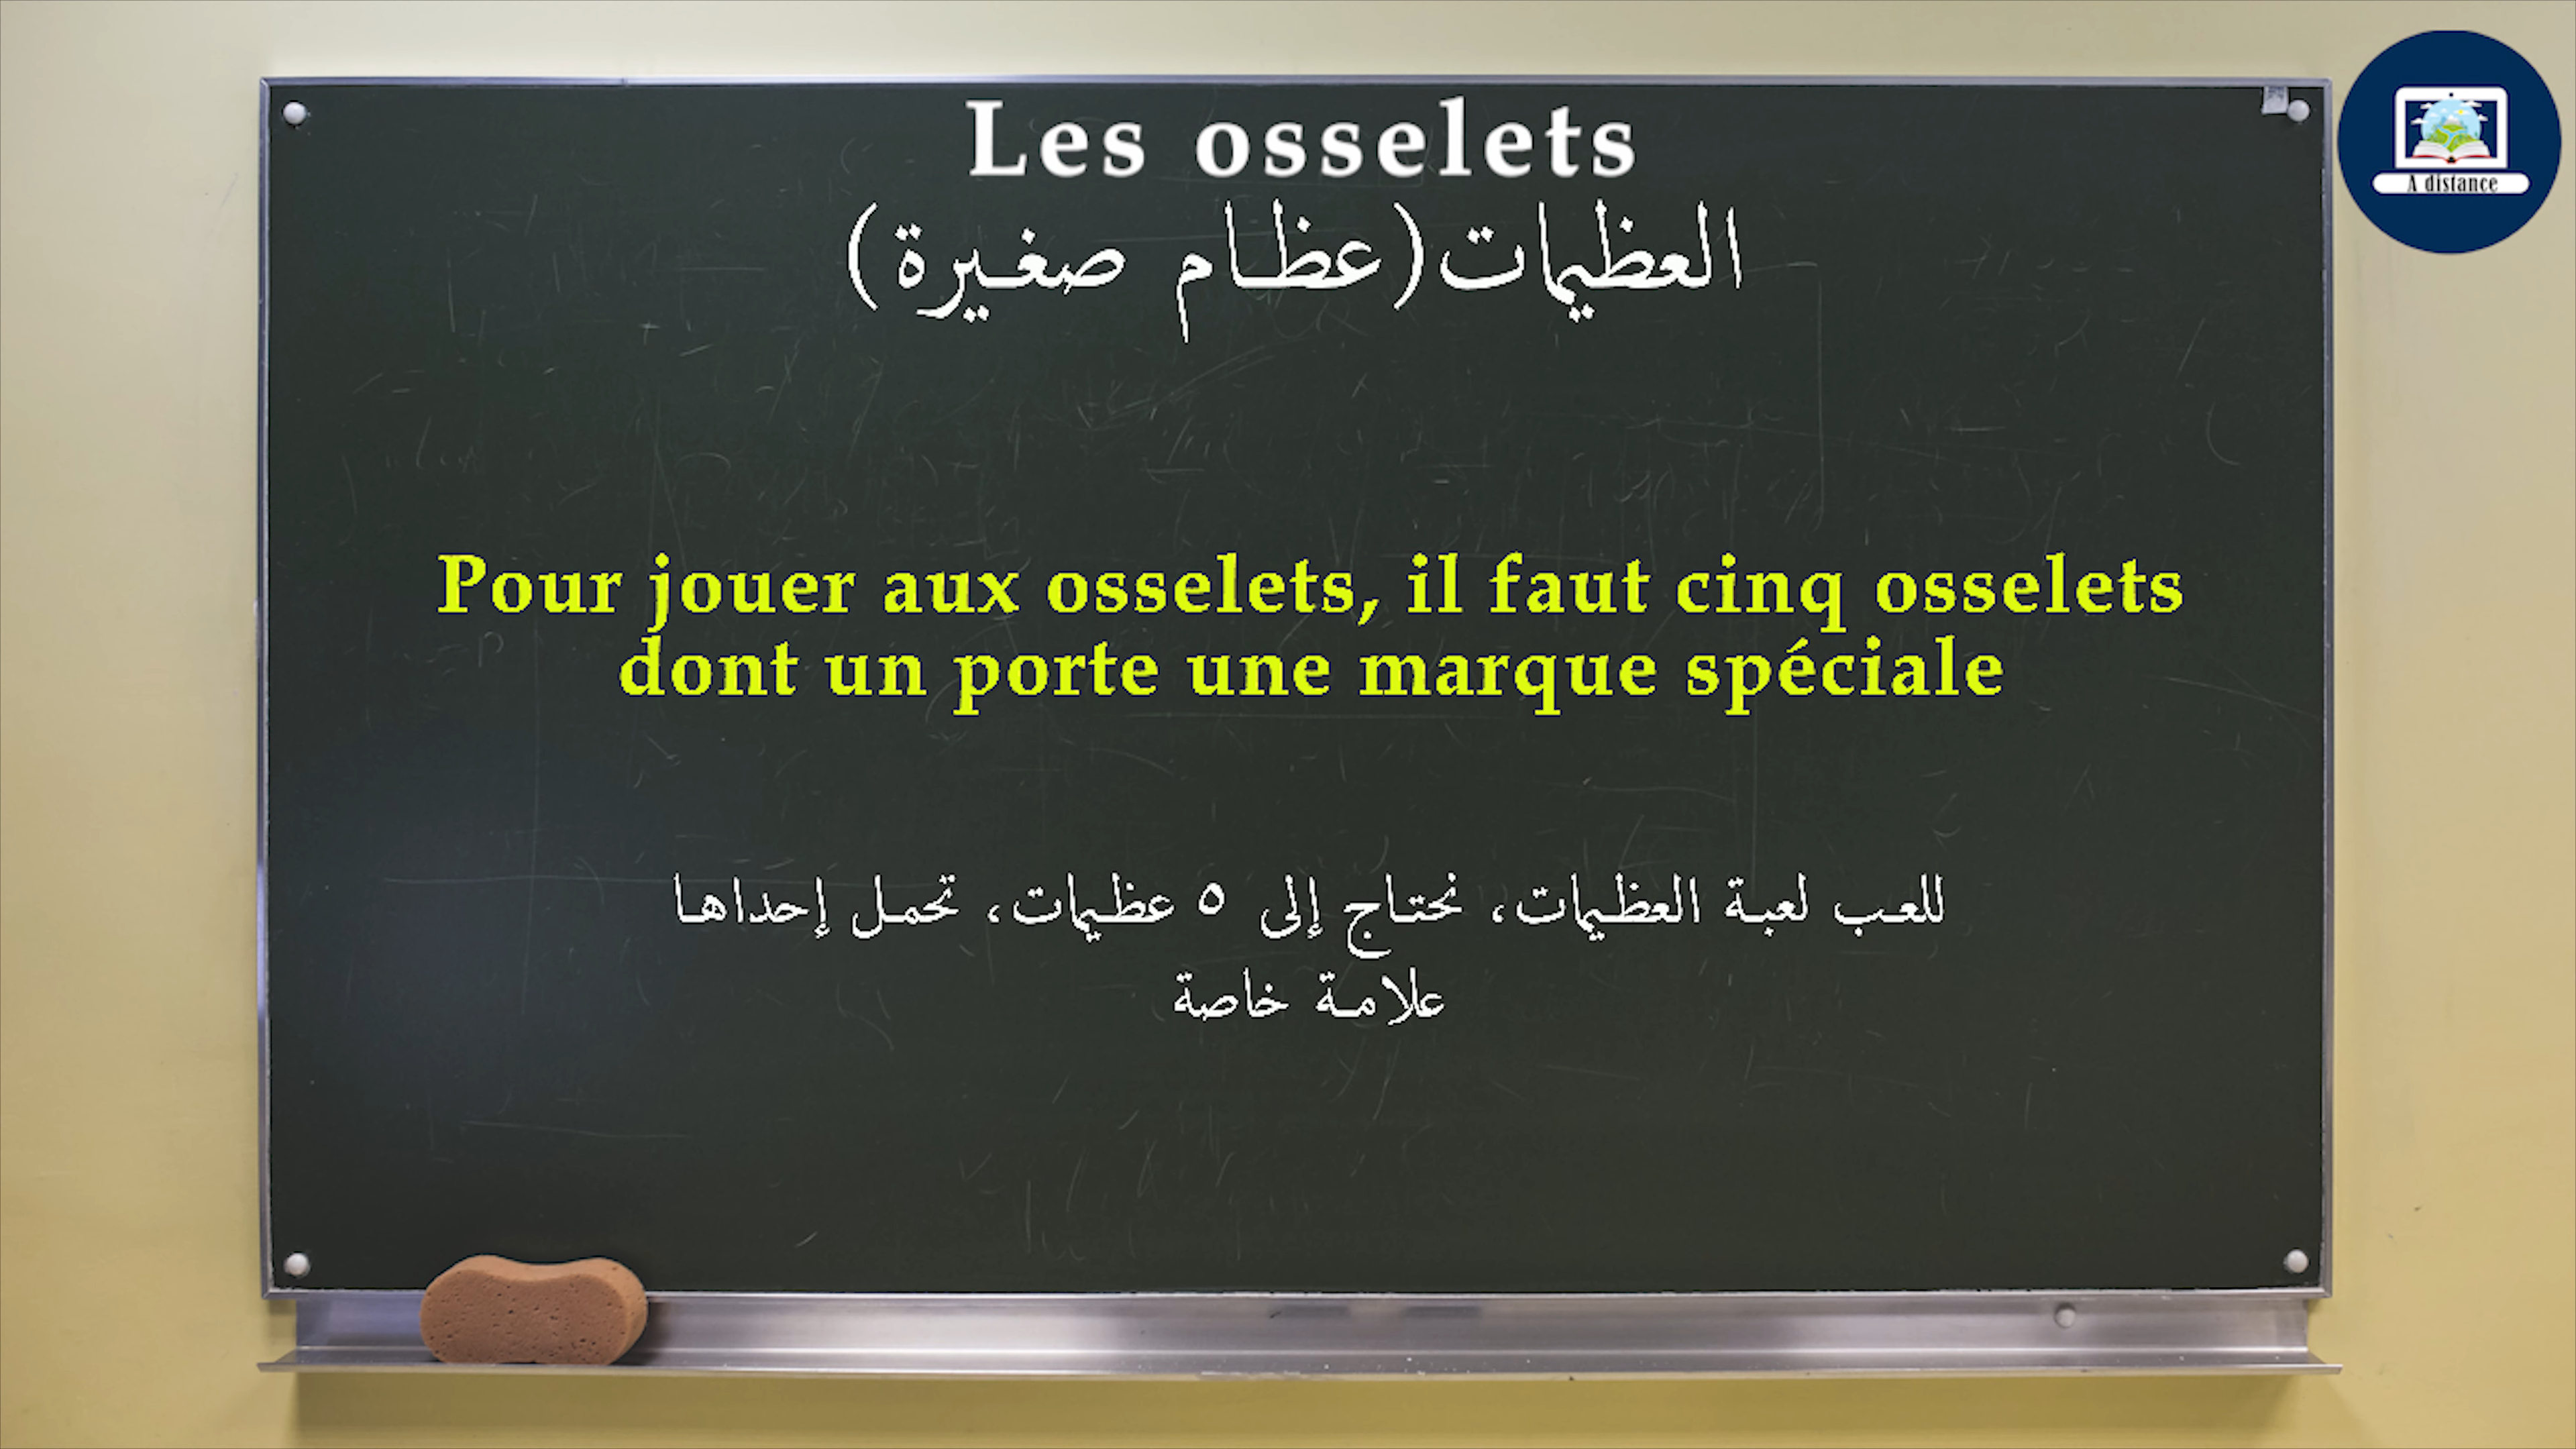 Les osselets
العظيمات(عظام صغيرة)
A distance
Pour jouer aux osselets, il faut cinq osselets
dont un porte une marque spéciale
للعب لعبة العظيمات، نحتاج إلى ٥ عظيمات، تحمل إحداها
علامة خاصة